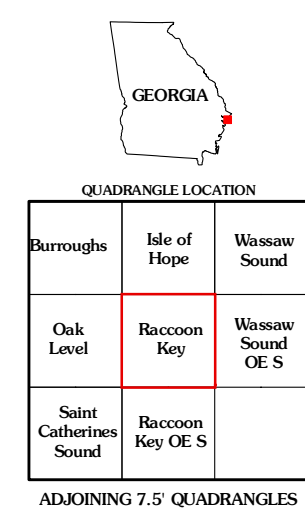 GEORGIA
QUADRANGLE LOCATION
Burroughs
Isle of
Hope
Wassaw
Sound
Oak
Level
Raccoon
Key
Wassaw
Sound
OE S
Saint
Catherines
Sound
Raccoon
Key OE S
ADJOINING 7.5' QUADRANGLES